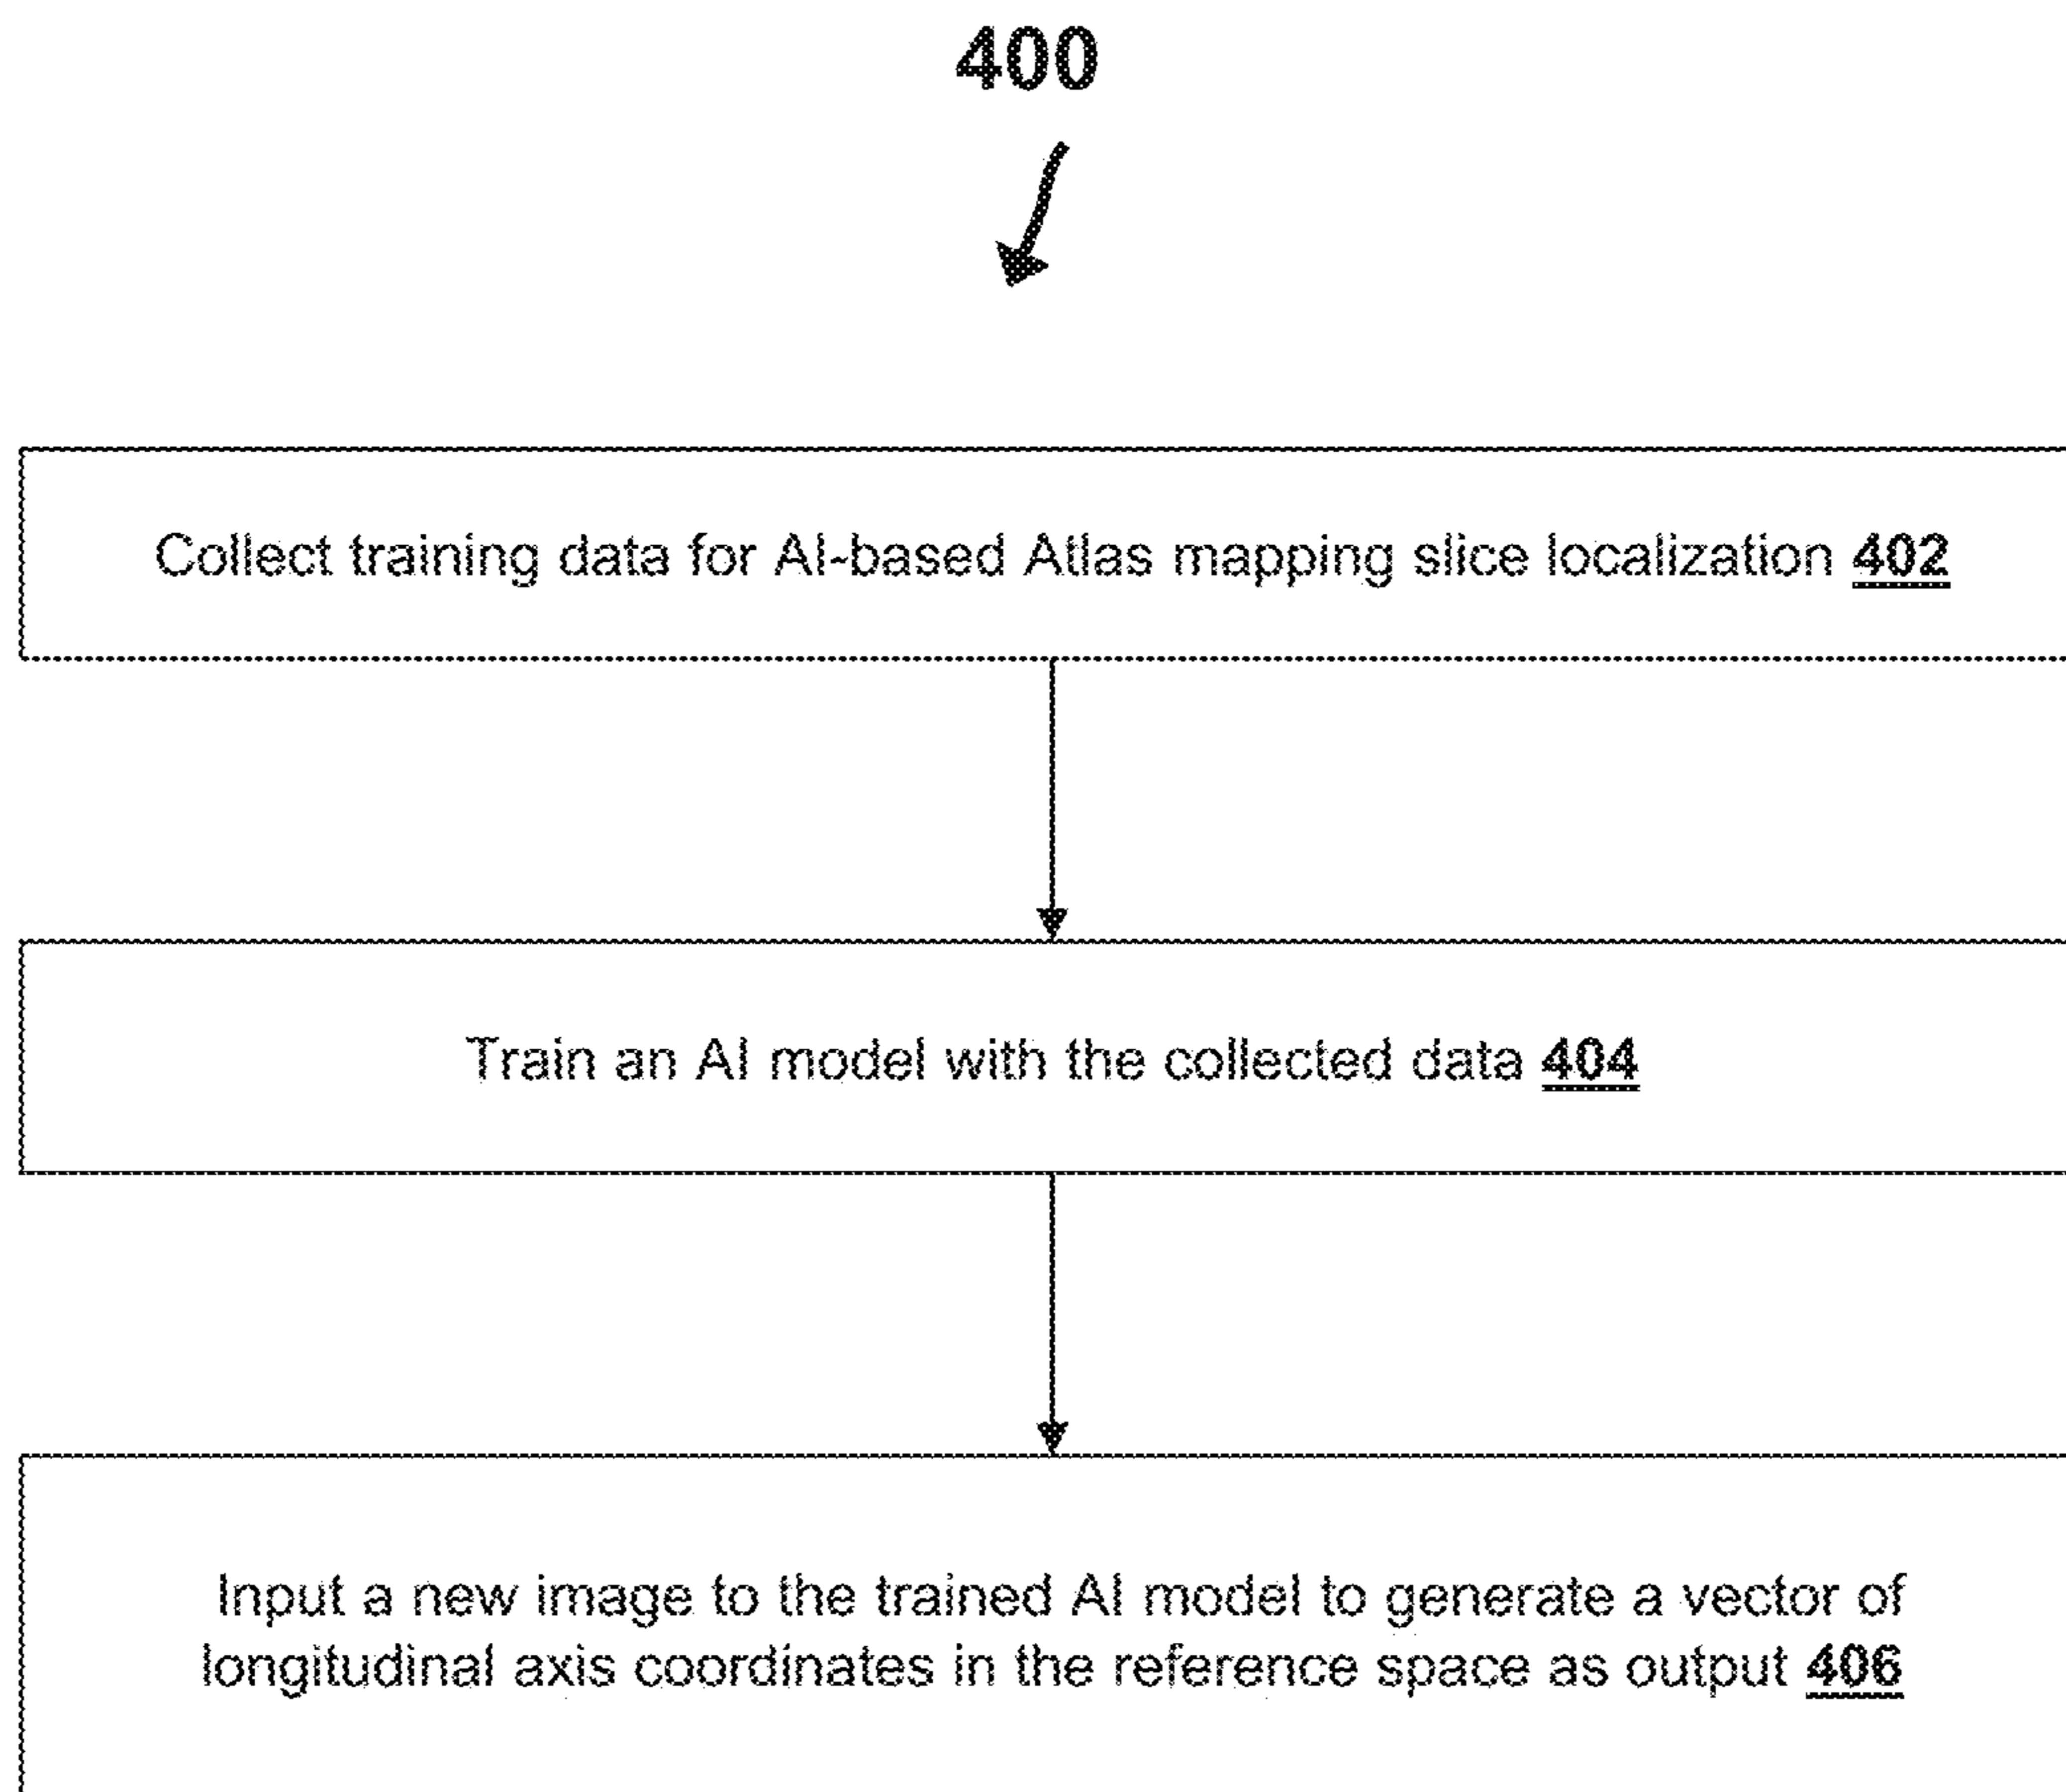 400
Collect training data for AI-based Atlas mapping slice localization 402
Train an AI model with the collected data 404
Input a new image to the trained AI model to generate a vector of
longitudinal axis coordinates in the reference space as output 406